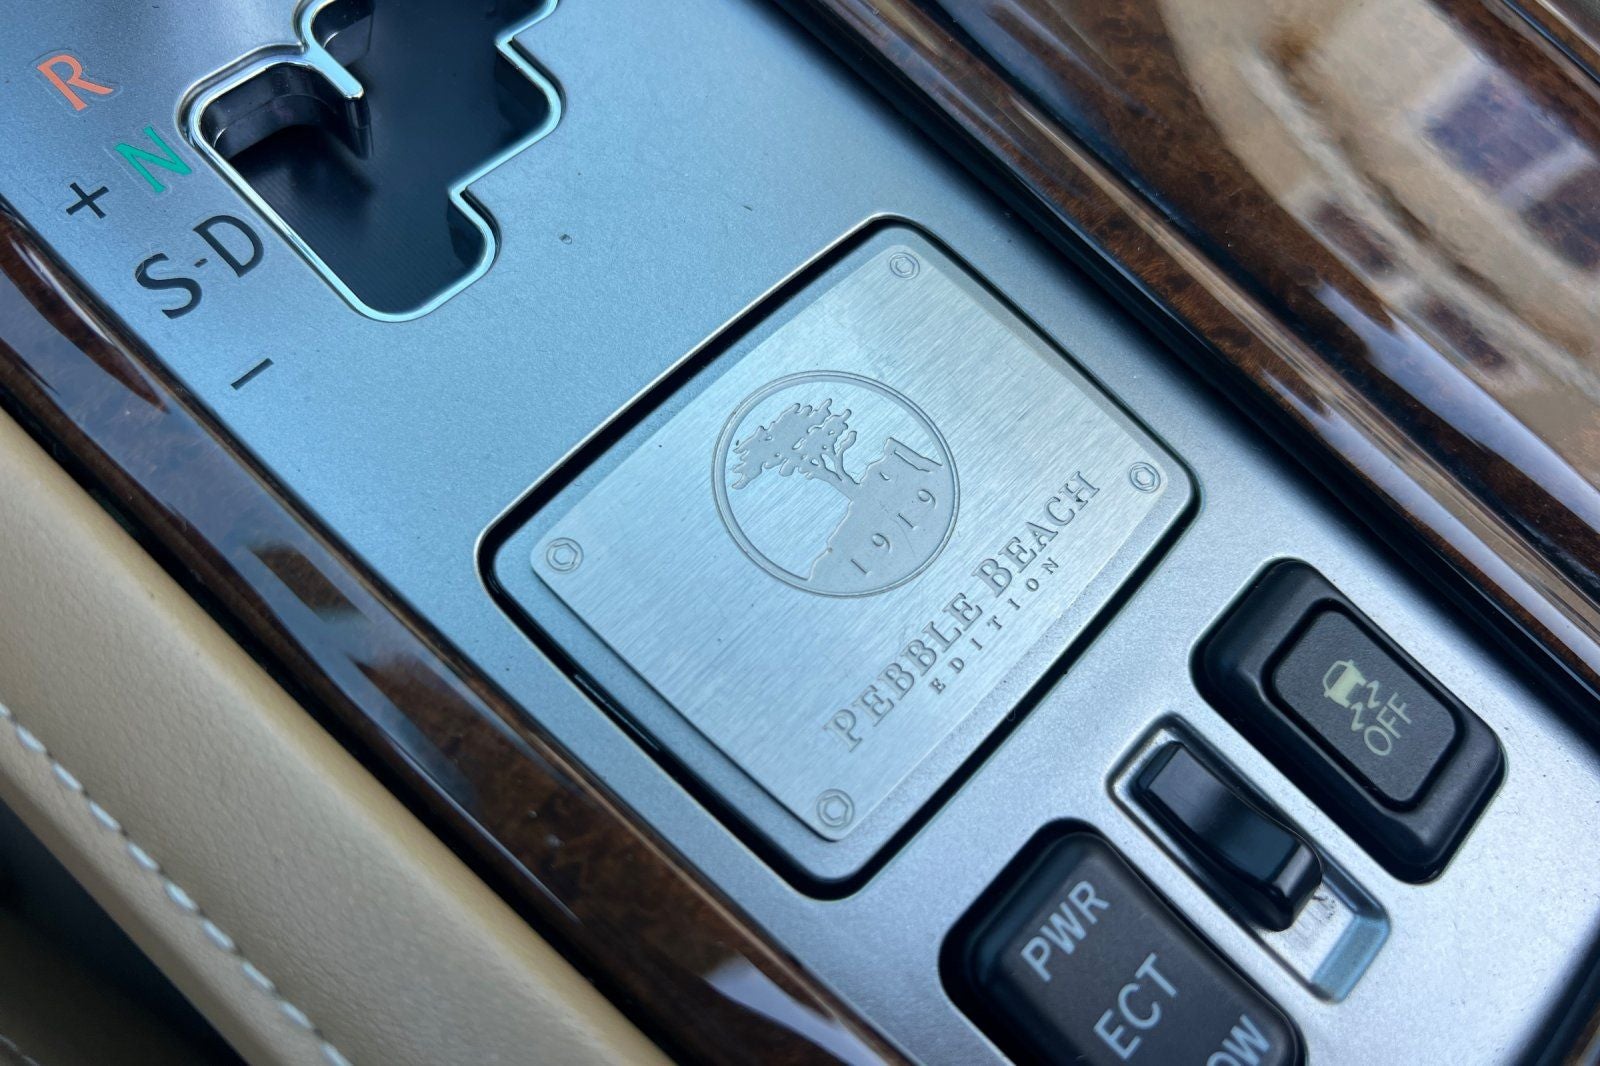 R
N
+
S-D
−
1919
PEBBLE BEACH
EDITION
OFF
PWR
ECT